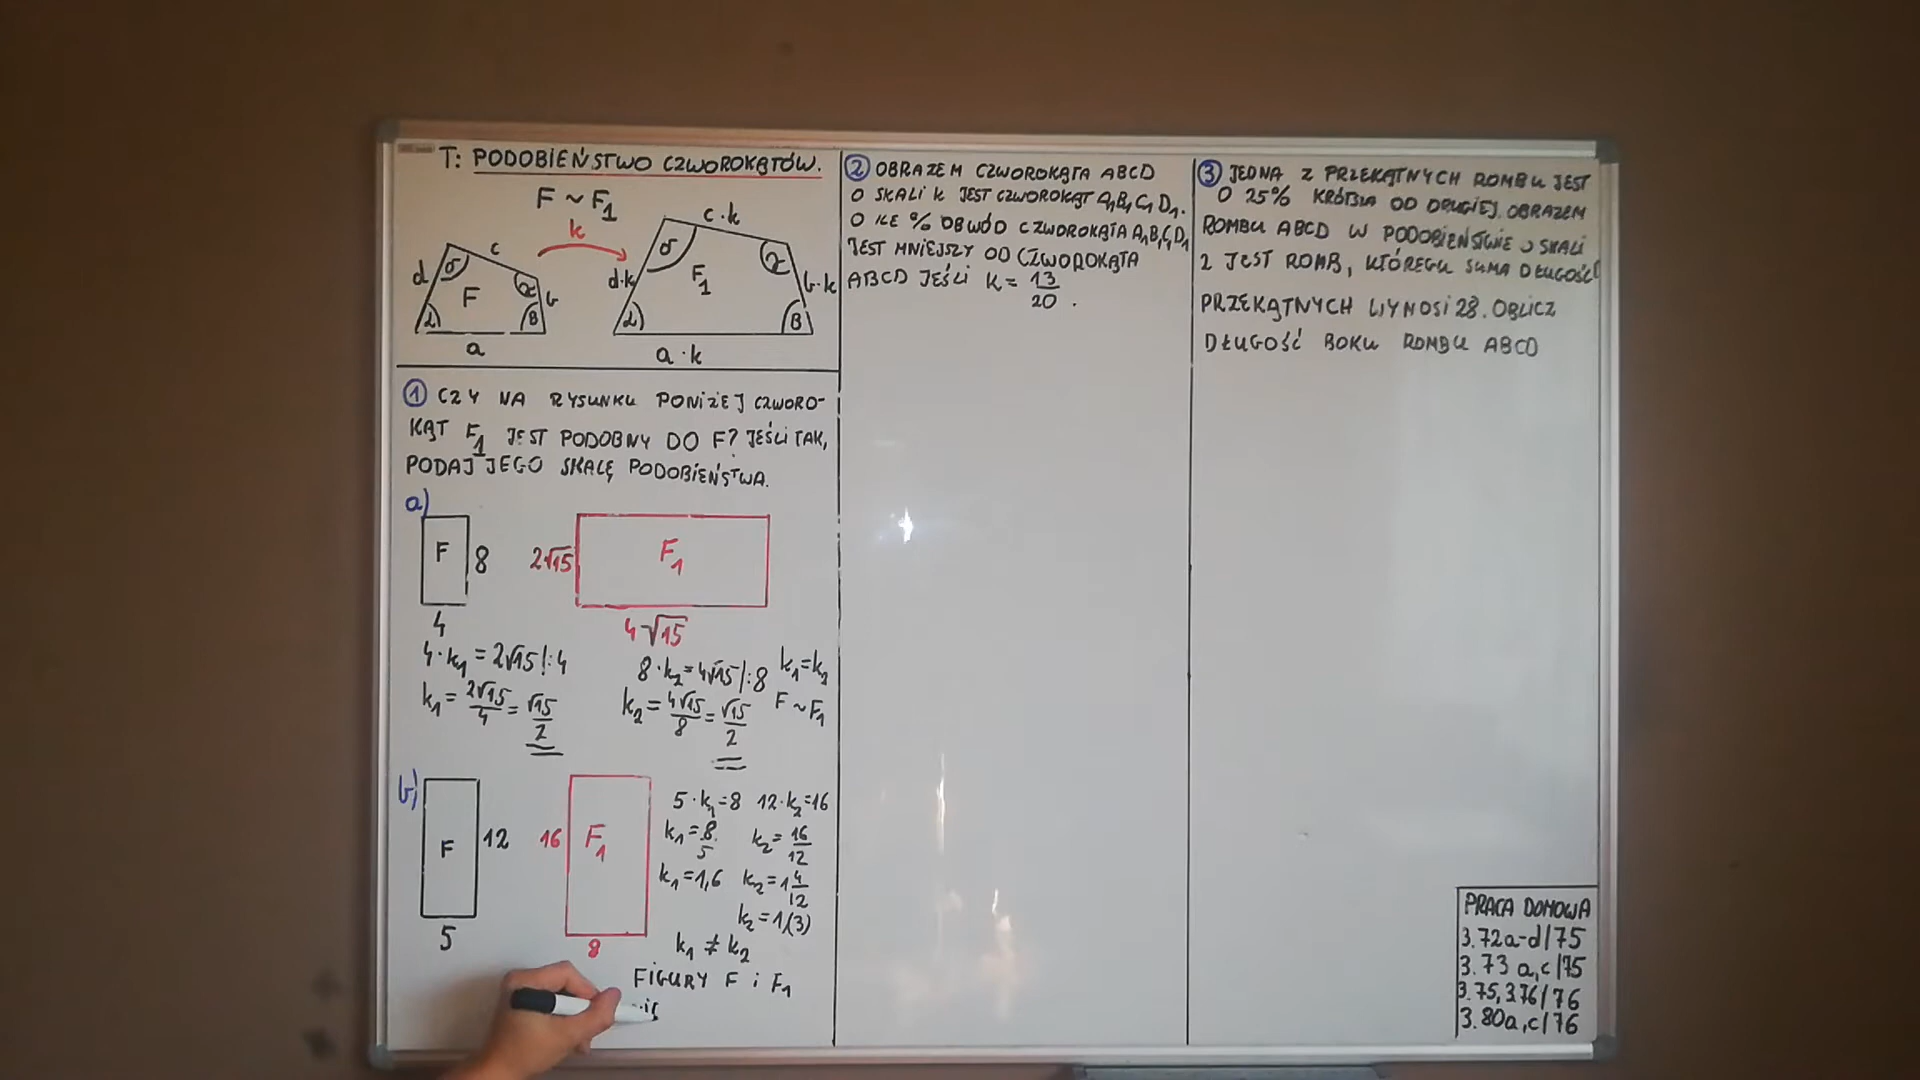 T: PODOBIEŃSTWO CZWOROKĄTÓW.
F ~ F₁
k
d
c
b
a
δ
γ
α
β
F
d·k
c·k
b·k
a·k
δ
γ
α
β
F₁
① CZY NA RYSUNKU PONIŻEJ CZWORO-
KĄT F₁ JEST PODOBNY DO F? JEŚLI TAK,
PODAJ JEGO SKALĘ PODOBIEŃSTWA.
a)
F
8
4
2√15
F₁
4√15
4·k₁ = 2√15 |:4
k₁ = 2√15/4 = √15/2
8·k₂ = 4√15 |:8
k₂ = 4√15/8 = √15/2
k₁ = k₂
F ~ F₁
b)
F
12
5
16
F₁
8
5·k₁ = 8
k₁ = 8/5
k₁ = 1,6
12·k₂ = 16
k₂ = 16/12
k₂ = 1 4/12
k₂ = 1,(3)
k₁ ≠ k₂
FIGURY F i F₁
② OBRAZEM CZWOROKĄTA ABCD
O SKALI K JEST CZWOROKĄT A₁B₁C₁D₁.
O ILE % OBWÓD CZWOROKĄTA A₁B₁C₁D₁
JEST MNIEJSZY OD CZWOROKĄTA
ABCD JEŚLI K = 13/20.
③ JEDNA Z PRZEKĄTNYCH ROMBU JEST
O 25% KRÓTSZA OD DRUGIEJ. OBRAZEM
ROMBU ABCD W PODOBIEŃSTWIE O SKALI
2 JEST ROMB, KTÓREGO SUMA DŁUGOŚCI
PRZEKĄTNYCH WYNOSI 28. OBLICZ
DŁUGOŚĆ BOKU ROMBU ABCD
PRACA DOMOWA
3.72a-d/75
3.73 a,c/75
3.75, 3.76/76
3.80a,c/76